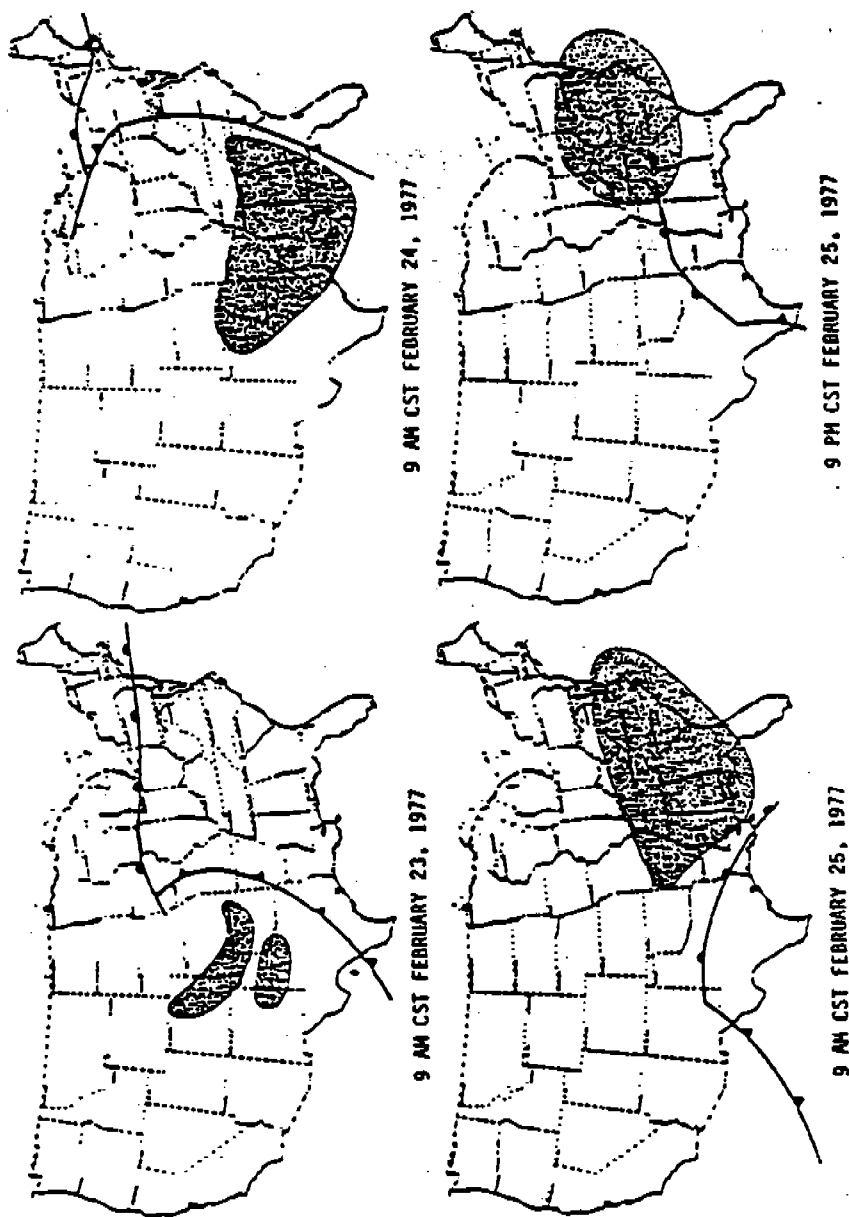 9 AM CST FEBRUARY 23, 1977
9 AM CST FEBRUARY 24, 1977
9 AM CST FEBRUARY 25, 1977
9 PM CST FEBRUARY 25, 1977